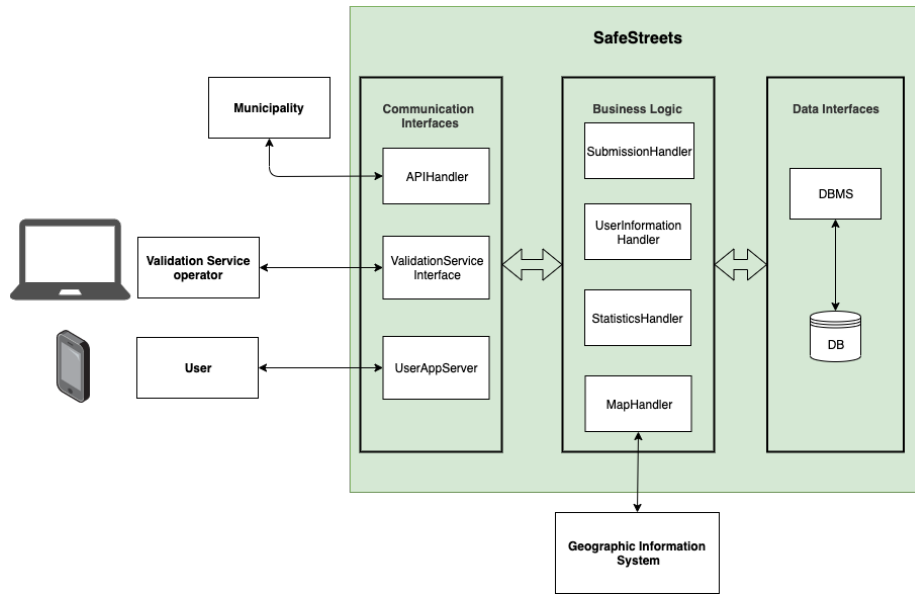 SafeStreets
Municipality
Communication
Interfaces
Business Logic
Data Interfaces
APIHandler
SubmissionHandler
DBMS
Validation Service
operator
ValidationService
Interface
UserInformation
Handler
StatisticsHandler
DB
User
UserAppServer
MapHandler
Geographic Information
System